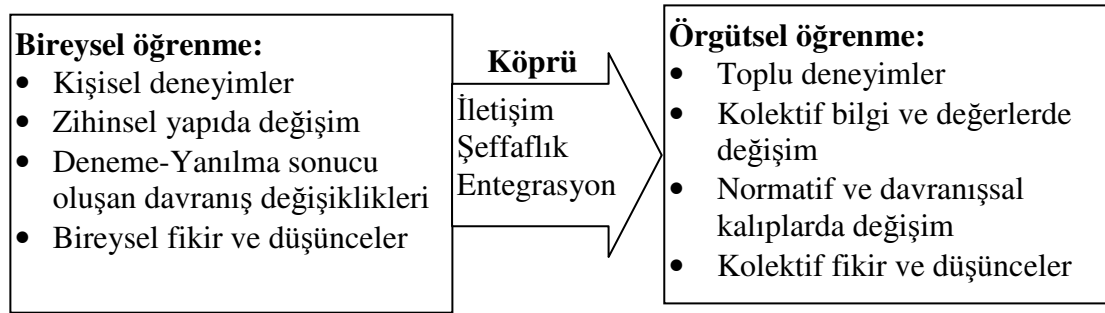 Bireysel öğrenme:
• Kişisel deneyimler
• Zihinsel yapıda değişim
• Deneme-Yanılma sonucu
oluşan davranış değişiklikleri
• Bireysel fikir ve düşünceler
Köprü
İletişim
Şeffaflık
Entegrasyon
Örgütsel öğrenme:
• Toplu deneyimler
• Kolektif bilgi ve değerlerde
değişim
• Normatif ve davranışsal
kalıplarda değişim
• Kolektif fikir ve düşünceler